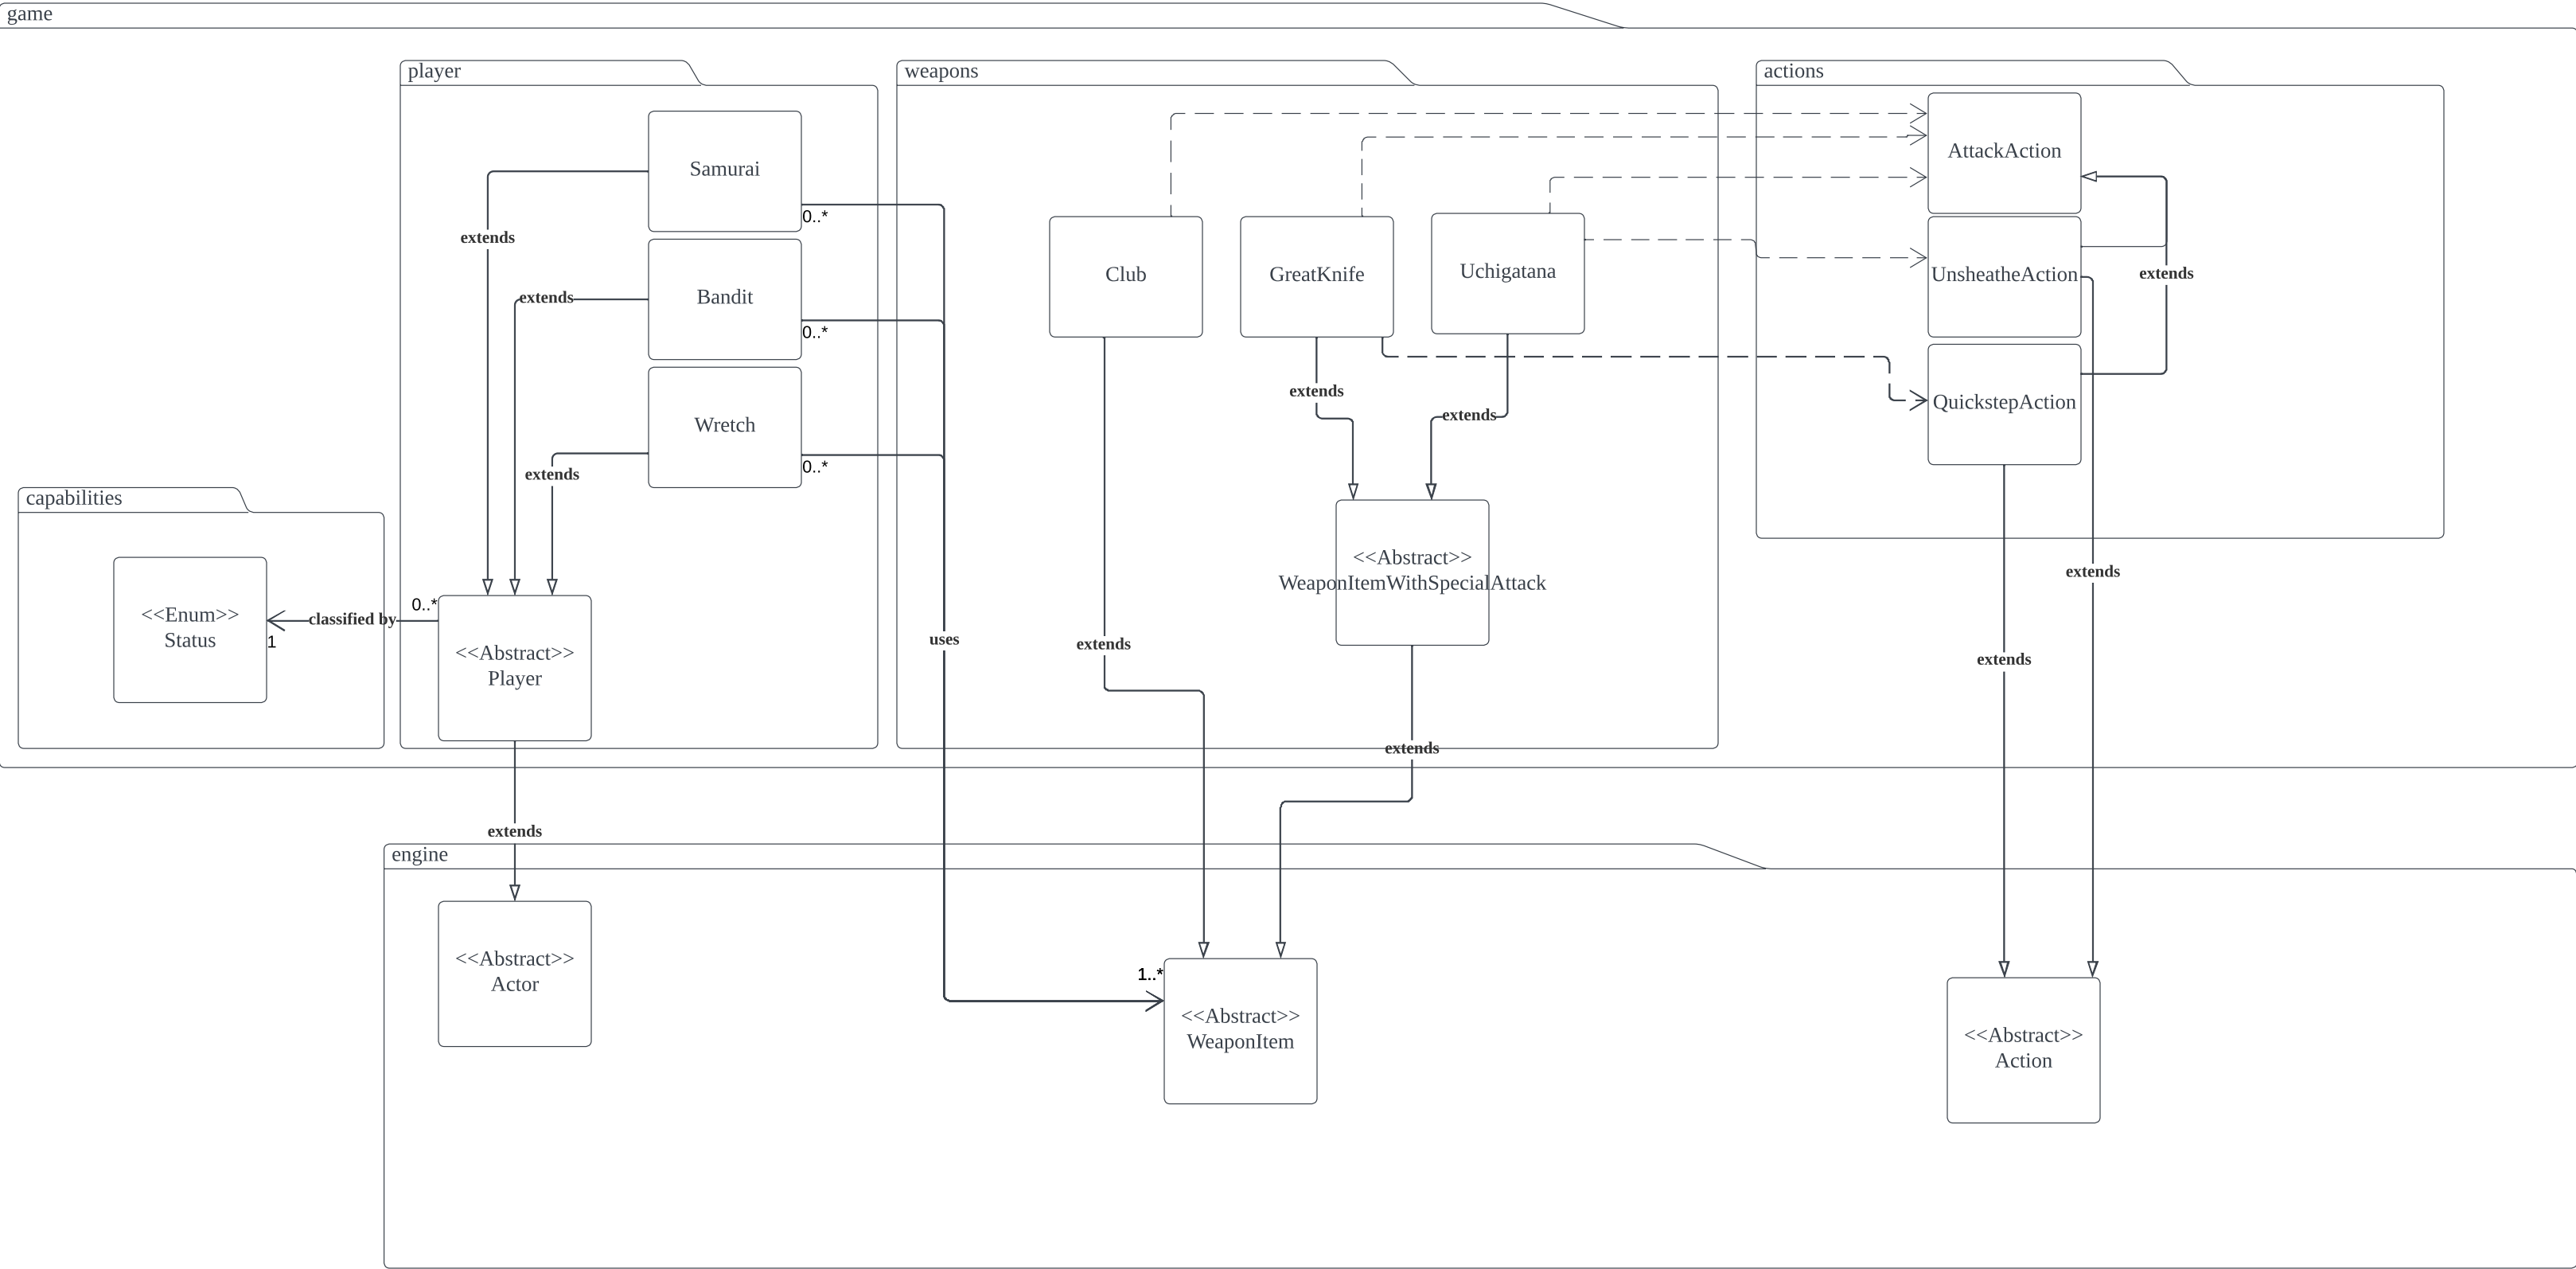 game
player
weapons
actions
Samurai
0..*
extends
Bandit
0..*
extends
Wretch
0..*
extends
Club
GreatKnife
Uchigatana
extends
extends
AttackAction
UnsheatheAction
extends
QuickstepAction
capabilities
<<Enum>>
Status
1
classified by
0..*
<<Abstract>>
Player
uses
extends
<<Abstract>>
WeaponItemWithSpecialAttack
extends
extends
extends
extends
engine
<<Abstract>>
Actor
1..*
<<Abstract>>
WeaponItem
<<Abstract>>
Action
extends